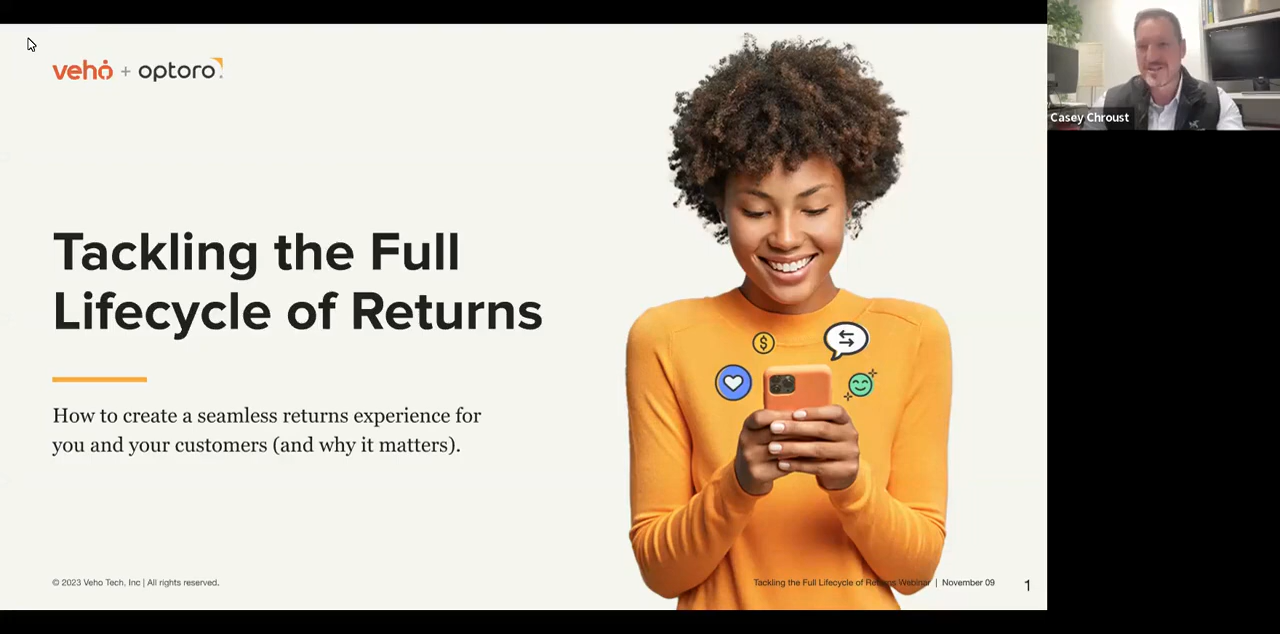 vehò + optoro
Casey Chroust
Tackling the Full
Lifecycle of Returns
$
How to create a seamless returns experience for
you and your customers (and why it matters).
© 2023 Veho Tech, Inc | All rights reserved.
Tackling the Full Lifecycle of Returns Webinar | November 09
1